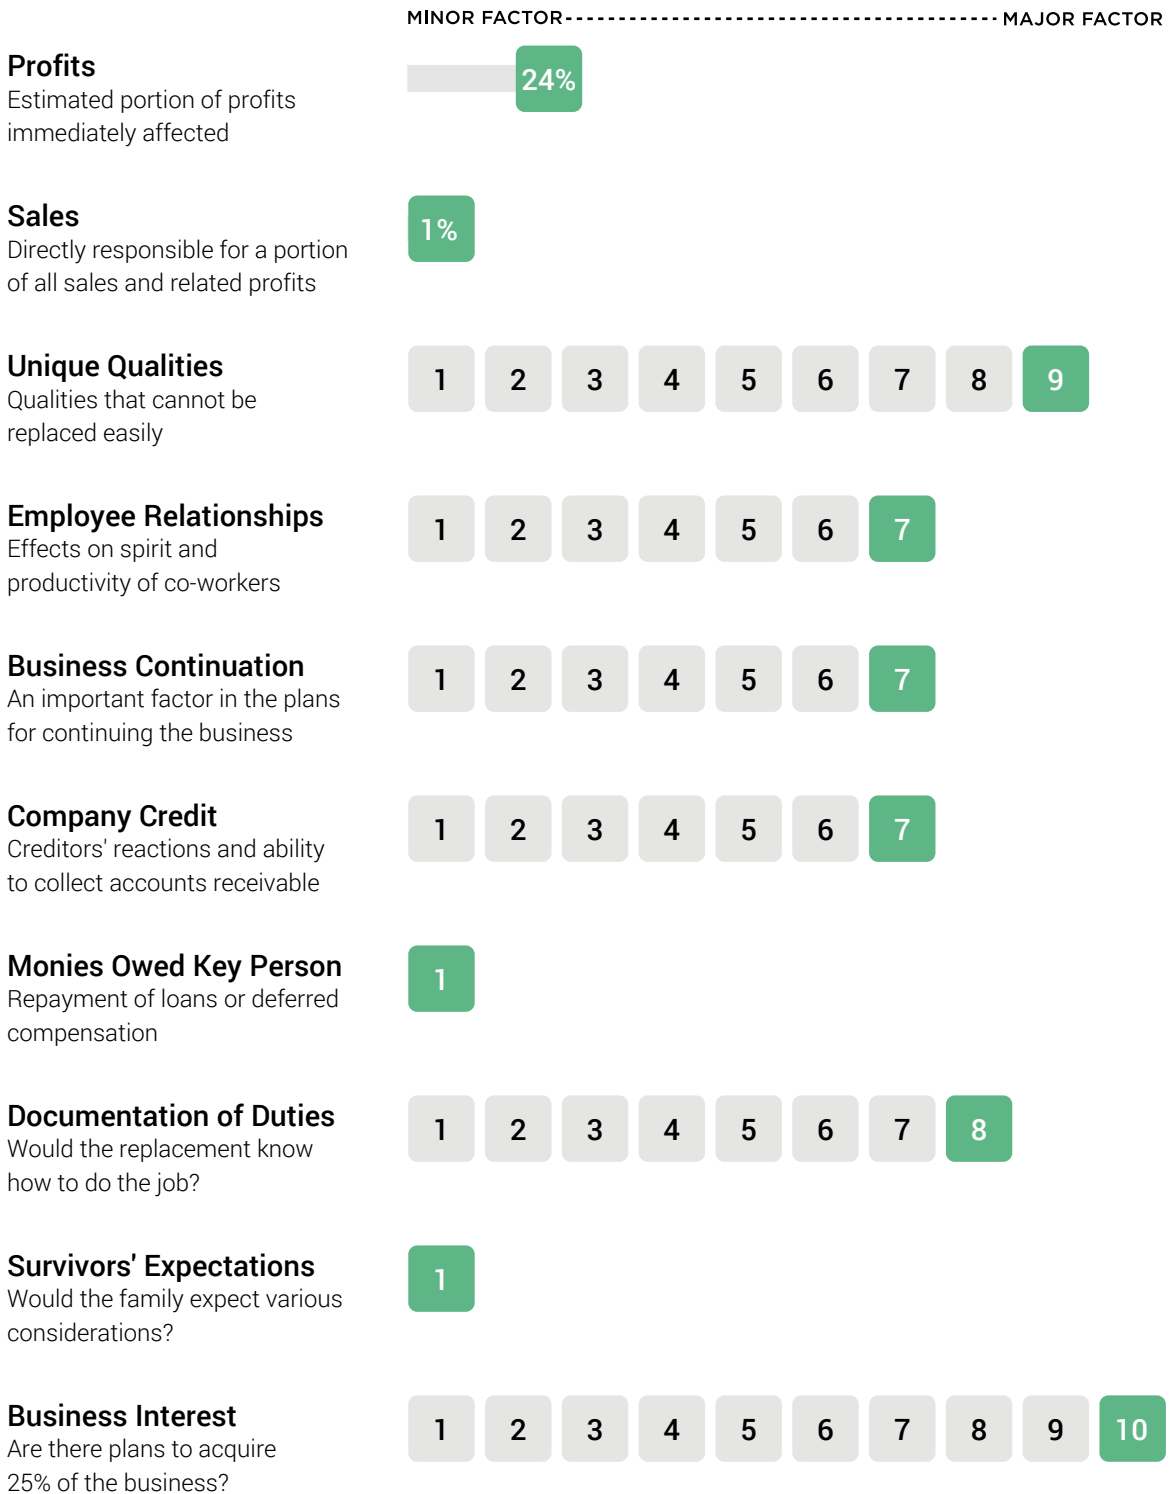 MINOR FACTOR- - - - - - - - - - - - - - - - - - - - - - - - - - - - - - - - - - - - - - - - - - MAJOR FACTOR
Profits
Estimated portion of profits
immediately affected
24%
Sales
Directly responsible for a portion
of all sales and related profits
1%
Unique Qualities
Qualities that cannot be
replaced easily
1 2 3 4 5 6 7 8 9
Employee Relationships
Effects on spirit and
productivity of co-workers
1 2 3 4 5 6 7
Business Continuation
An important factor in the plans
for continuing the business
1 2 3 4 5 6 7
Company Credit
Creditors' reactions and ability
to collect accounts receivable
1 2 3 4 5 6 7
Monies Owed Key Person
Repayment of loans or deferred
compensation
1
Documentation of Duties
Would the replacement know
how to do the job?
1 2 3 4 5 6 7 8
Survivors' Expectations
Would the family expect various
considerations?
1
Business Interest
Are there plans to acquire
25% of the business?
1 2 3 4 5 6 7 8 9 10